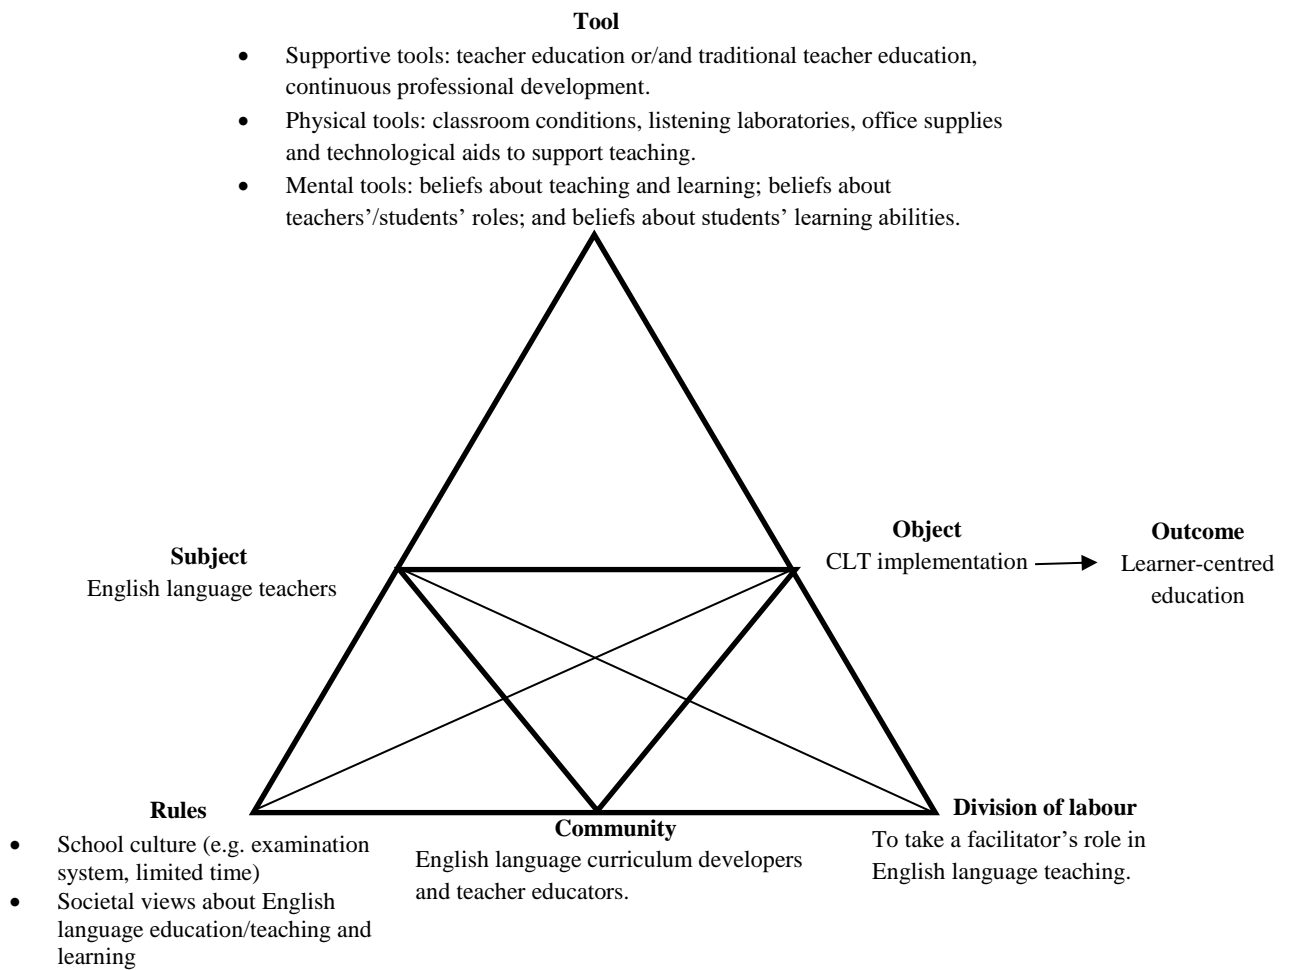 Tool
• Supportive tools: teacher education or/and traditional teacher education,
continuous professional development.
• Physical tools: classroom conditions, listening laboratories, office supplies
and technological aids to support teaching.
• Mental tools: beliefs about teaching and learning; beliefs about
teachers’/students’ roles; and beliefs about students’ learning abilities.
Subject
English language teachers
Object
CLT implementation
Outcome
Learner-centred
education
Rules
• School culture (e.g. examination
system, limited time)
• Societal views about English
language education/teaching and
learning
Community
English language curriculum developers
and teacher educators.
Division of labour
To take a facilitator’s role in
English language teaching.